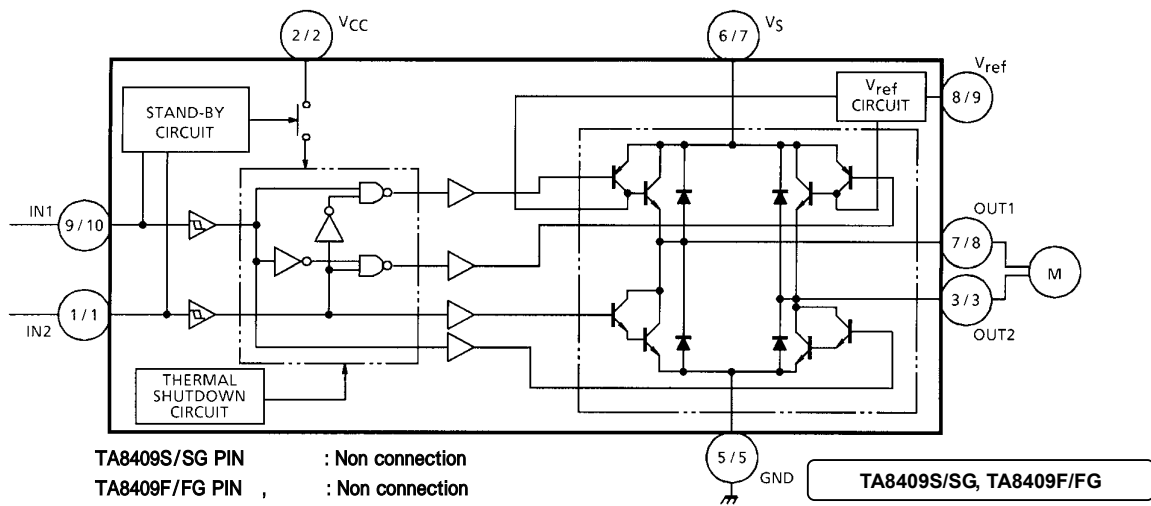 2/2 VCC
6/7 VS
Vref
8/9
STAND-BY
CIRCUIT
Vref
CIRCUIT
IN1 9/10
OUT1
7/8
M
1/1
IN2
3/3
OUT2
THERMAL
SHUTDOWN
CIRCUIT
5/5 GND
TA8409S/SG PIN : Non connection
TA8409F/FG PIN , : Non connection
TA8409S/SG, TA8409F/FG